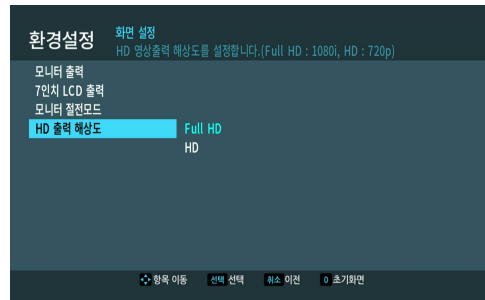 환경설정
화면 설정
HD 영상출력 해상도를 설정합니다.(Full HD : 1080i, HD : 720p)
모니터 출력
7인치 LCD 출력
모니터 절전모드
HD 출력 해상도 Full HD
HD
항목 이동 선택 선택 취소 이전 0 초기화면